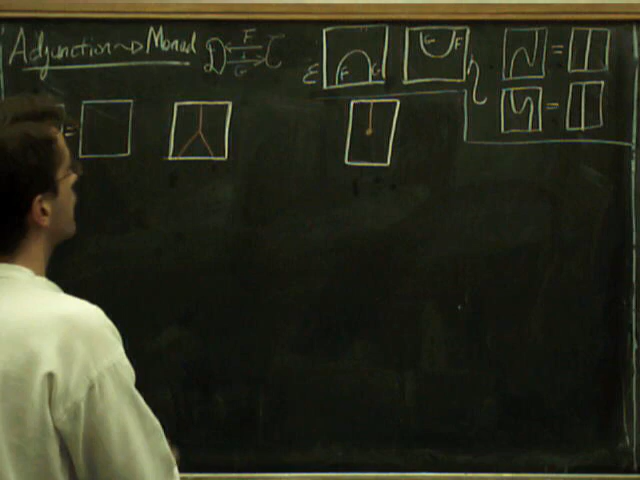 Adjunction ⇝ Monad D F ⊣ G C
ε F G
G F η
=
=
=